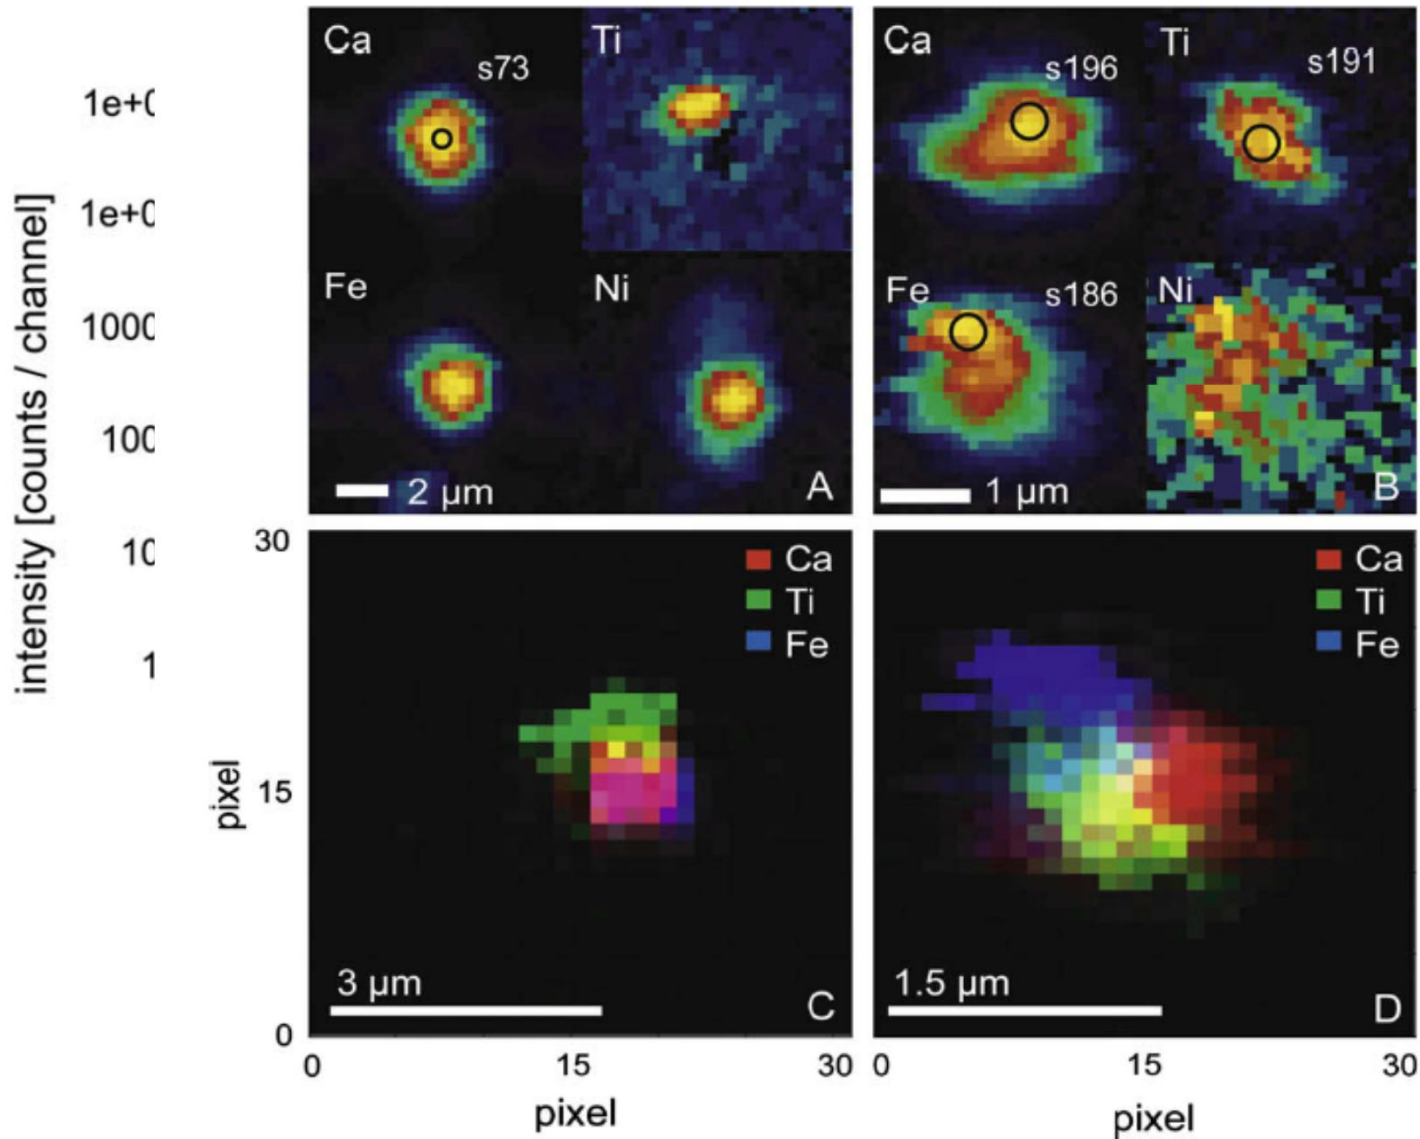 intensity [counts / channel]
1e+0
1e+0
1000
100
10
1
Ca
s73
Ti
Fe
Ni
2 µm
A
Ca
s196
Ti
s191
Fe
s186
Ni
1 µm
B
pixel
30
15
0
Ca
Ti
Fe
3 µm
C
0
15
30
pixel
Ca
Ti
Fe
1.5 µm
D
0
15
30
pixel